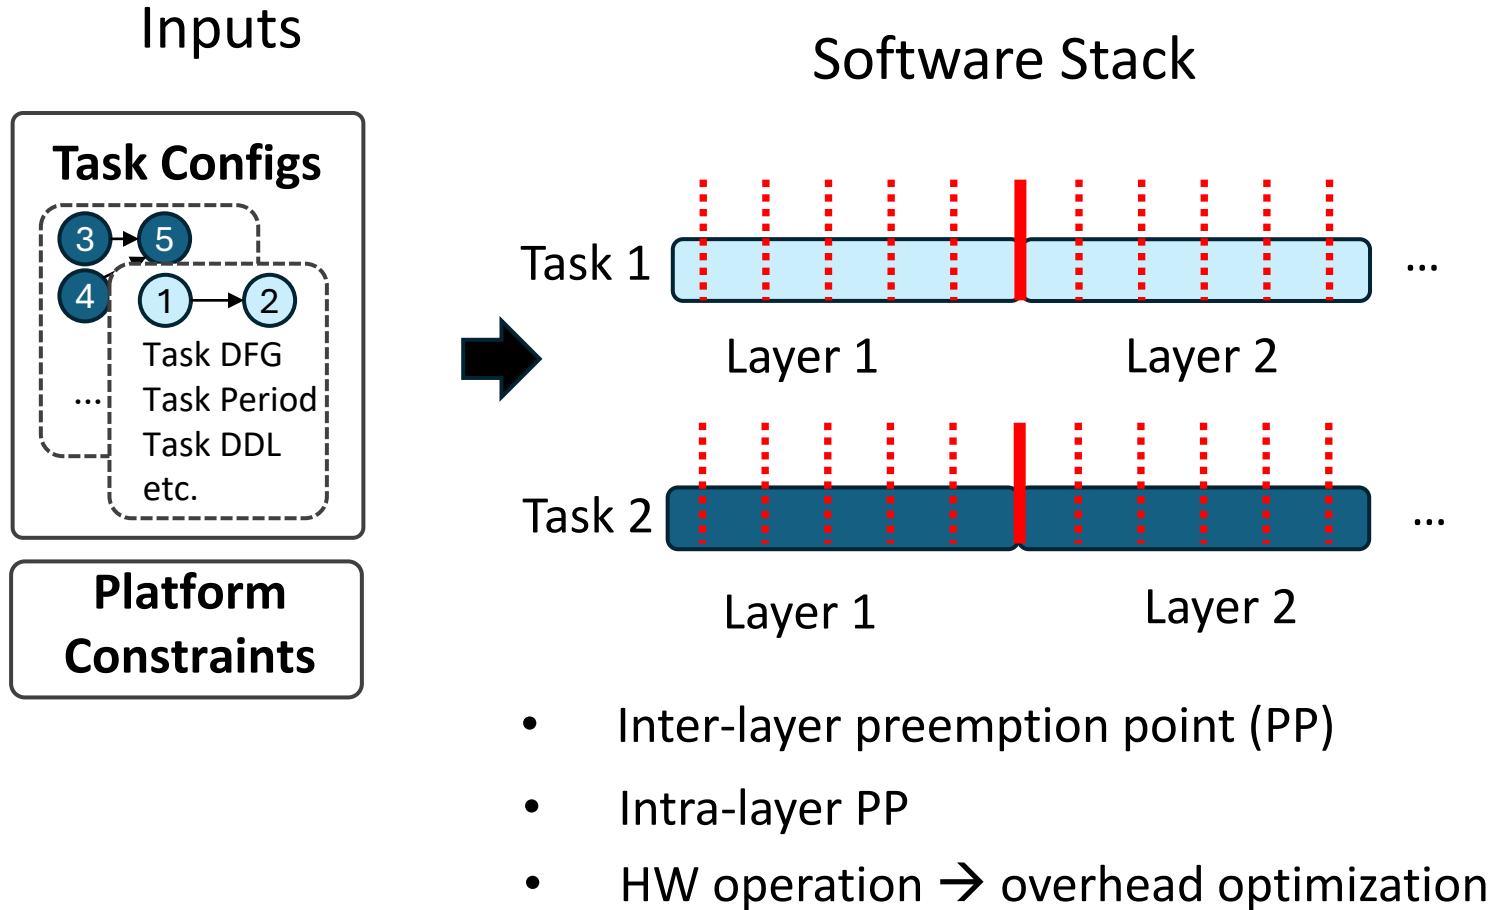 Inputs
Software Stack
Task Configs
3
5
4
1
2
Task DFG
...
Task Period
Task DDL
etc.
Platform
Constraints
Task 1
...
Layer 1
Layer 2
Task 2
...
Layer 1
Layer 2
• Inter-layer preemption point (PP)
• Intra-layer PP
• HW operation → overhead optimization